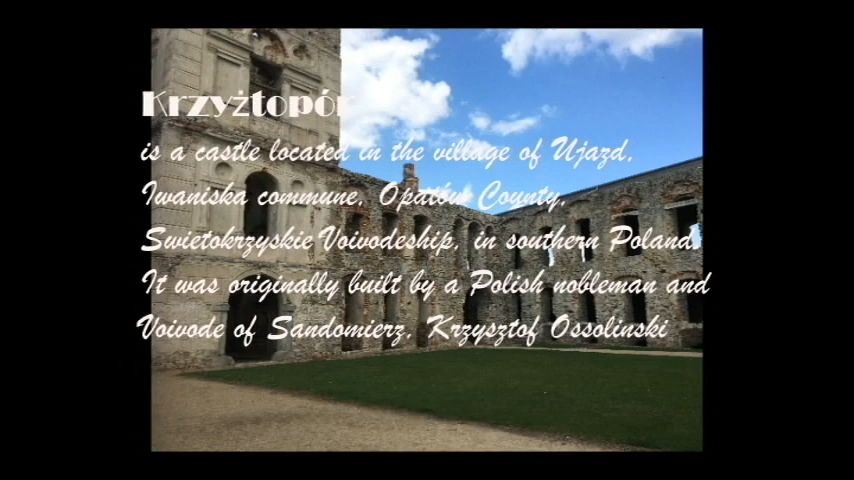 Krzyżtopór
is a castle located in the village of Ujazd,
Iwaniska commune, Opatów County,
Swietokrzyskie Voivodeship, in southern Poland.
It was originally built by a Polish nobleman and
Voivode of Sandomierz, Krzysztof Ossolinski